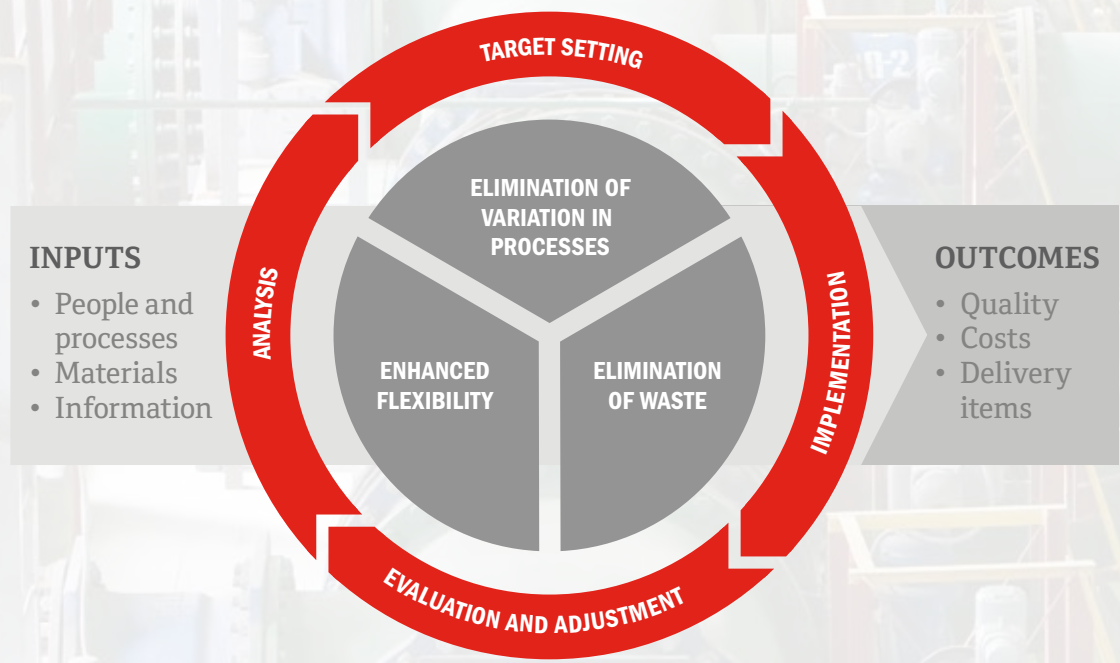 TARGET SETTING
ELIMINATION OF
VARIATION IN
PROCESSES
INPUTS
• People and
processes
• Materials
• Information
ANALYSIS
ENHANCED
FLEXIBILITY
ELIMINATION
OF WASTE
IMPLEMENTATION
OUTCOMES
• Quality
• Costs
• Delivery
items
EVALUATION AND ADJUSTMENT